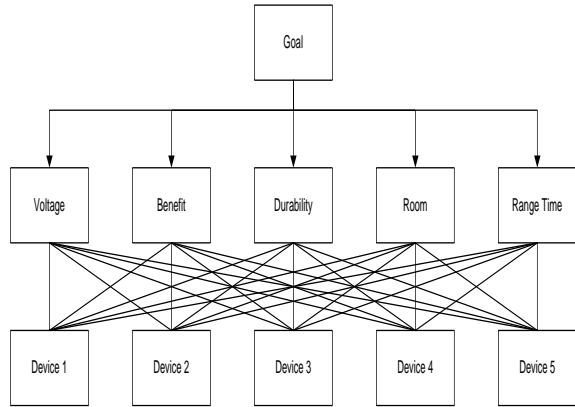 Goal
Voltage
Benefit
Durability
Room
Range Time
Device 1
Device 2
Device 3
Device 4
Device 5